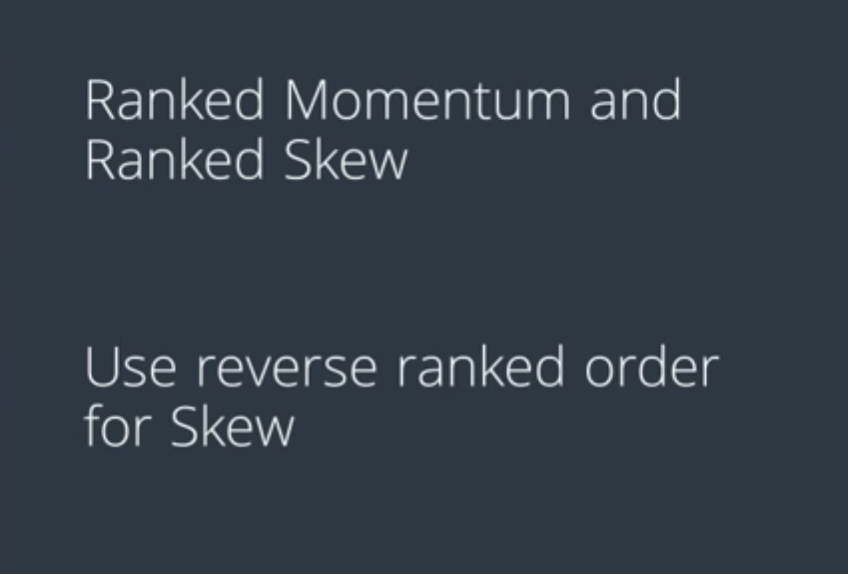 Ranked Momentum and
Ranked Skew
Use reverse ranked order
for Skew